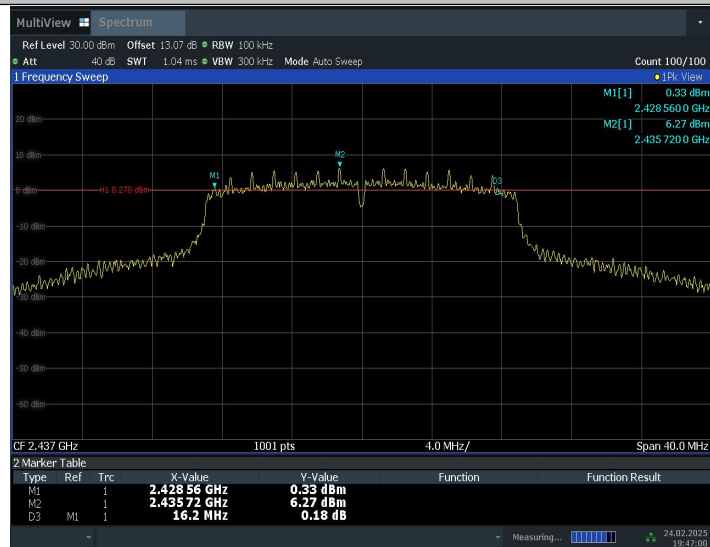 MultiView Spectrum
Ref Level 30.00 dBm Offset 13.07 dB RBW 100 kHz
Att 40 dB SWT 1.04 ms VBW 300 kHz Mode Auto Sweep Count 100/100
1 Frequency Sweep 1Pk View
M1[1] 0.33 dBm
2.428 560 0 GHz
M2[1] 6.27 dBm
2.435 720 0 GHz
20 dBm
10 dBm
M2
M1
D3
0 dBm H1 0.270 dBm
-10 dBm
-20 dBm
-30 dBm
-40 dBm
-50 dBm
-60 dBm
CF 2.437 GHz 1001 pts 4.0 MHz/ Span 40.0 MHz
2 Marker Table
Type Ref Trc X-Value Y-Value Function Function Result
M1 1 2.428 56 GHz 0.33 dBm
M2 1 2.435 72 GHz 6.27 dBm
D3 M1 1 16.2 MHz 0.18 dB
Measuring... 24.02.2025
19:47:00